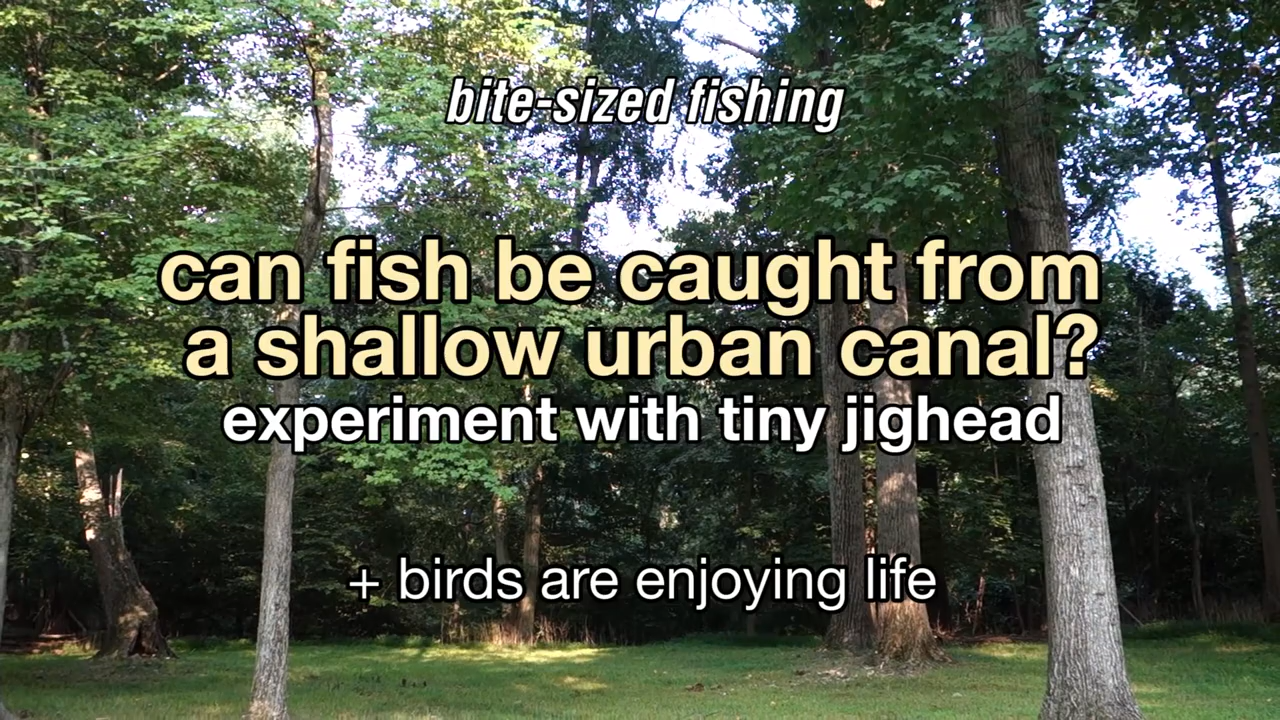 bite-sized fishing
can fish be caught from
a shallow urban canal?
experiment with tiny jighead
+ birds are enjoying life